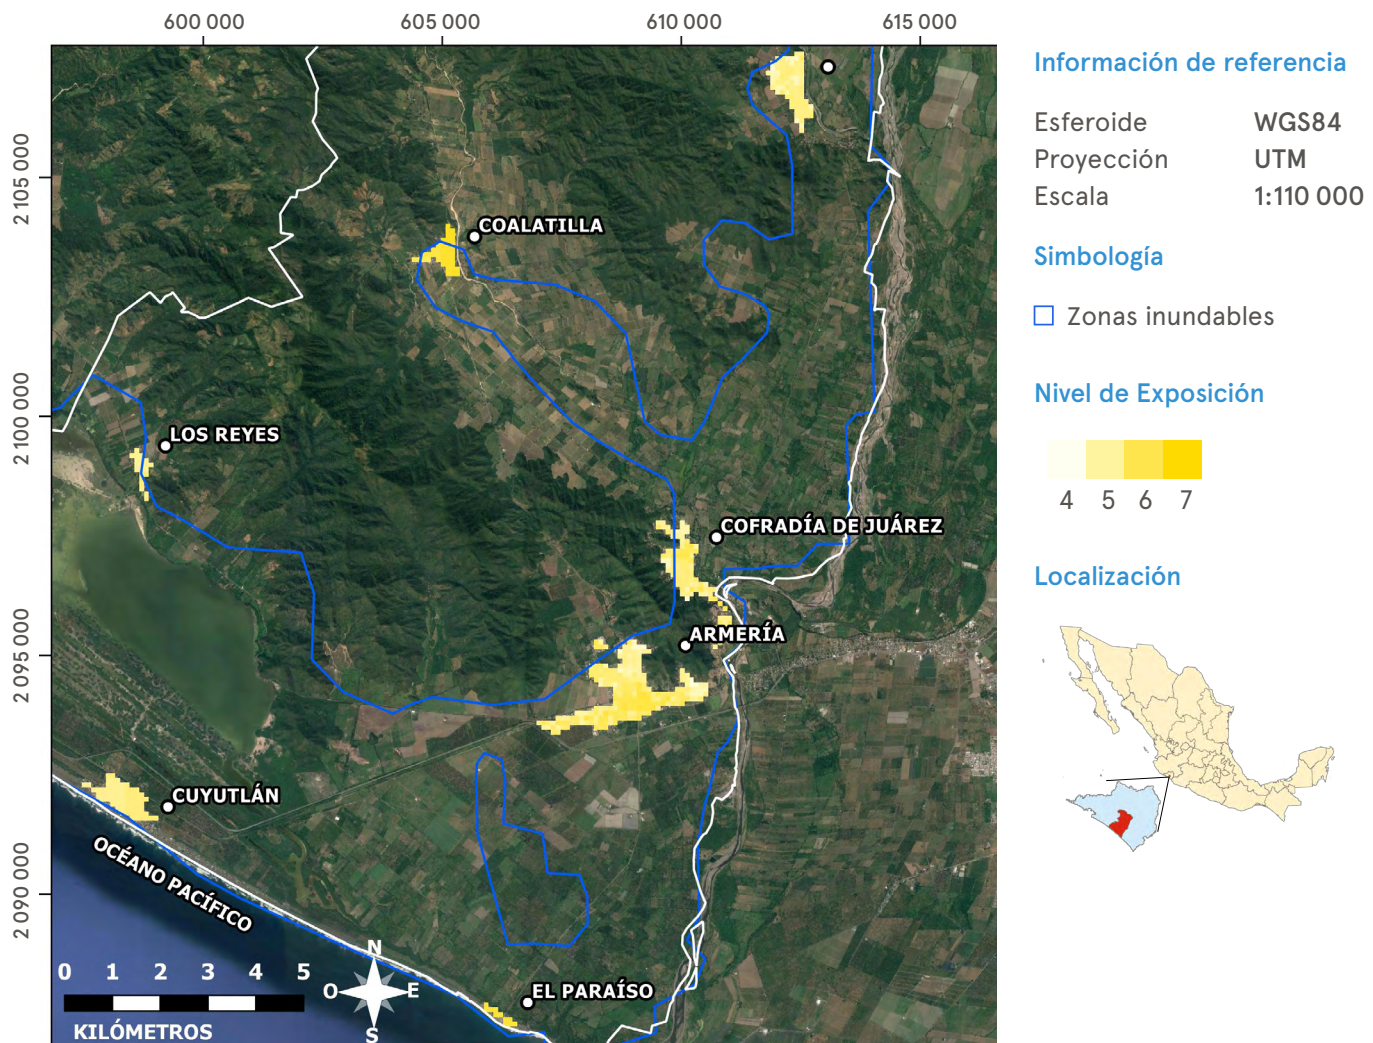 600 000 605 000 610 000 615 000
2 105 000
2 100 000
2 095 000
2 090 000
COALATILLA
LOS REYES
COFRADÍA DE JUÁREZ
ARMERÍA
CUYUTLÁN
OCÉANO PACÍFICO
EL PARAÍSO
N
O E
S
0 1 2 3 4 5
KILÓMETROS
Información de referencia
Esferoide WGS84
Proyección UTM
Escala 1:110 000
Simbología
Zonas inundables
Nivel de Exposición
4 5 6 7
Localización